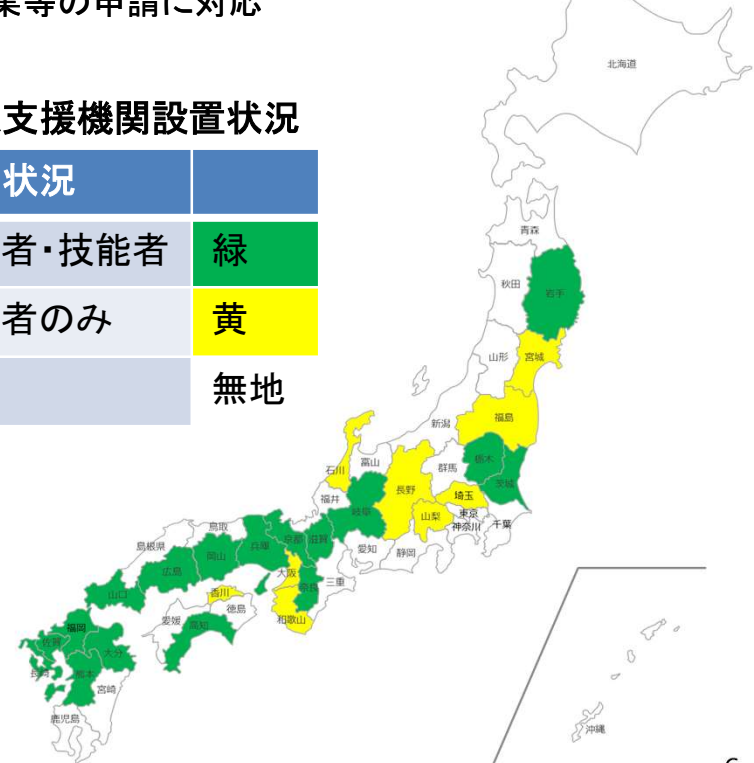 業等の申請に対応
支援機関設置状況
状況
者・技能者 緑
者のみ 黄
無地
北海道
青森
秋田
岩手
山形
宮城
福島
新潟
群馬
栃木
茨城
埼玉
東京
神奈川
千葉
石川
富山
長野
山梨
福井
岐阜
愛知
静岡
三重
滋賀
京都
大阪
兵庫
奈良
和歌山
鳥取
島根県
岡山
広島
山口
香川
徳島
愛媛
高知
福岡
佐賀
長崎
大分
熊本
宮崎
鹿児島
沖縄